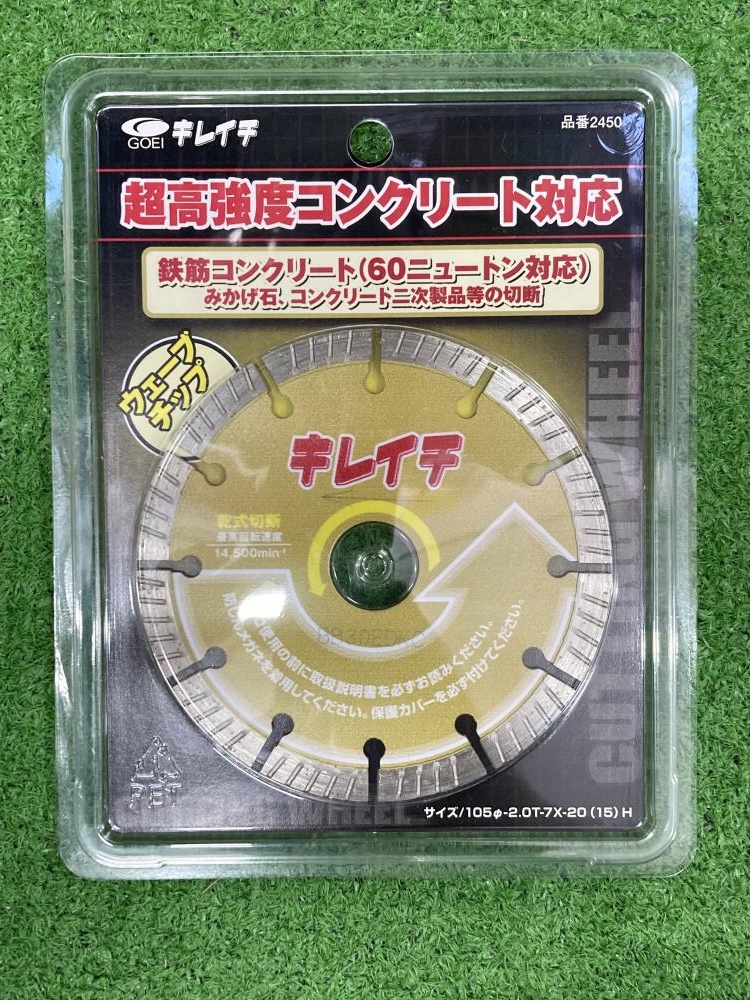 GOEI キレイチ
品番2450
超高強度コンクリート対応
鉄筋コンクリート(60ニュートン対応)
みかげ石、コンクリート二次製品等の切断
ウェーブ
チップ
キレイチ
乾式切断
最高回転速度
14,500min⁻¹
使用の前に取扱説明書を必ずお読みください。
防じんメガネを着用してください。保護カバーを必ず付けてください。
CUTTING WHEEL
PET
WHEEL
サイズ/105φ-2.0T-7X-20(15)H